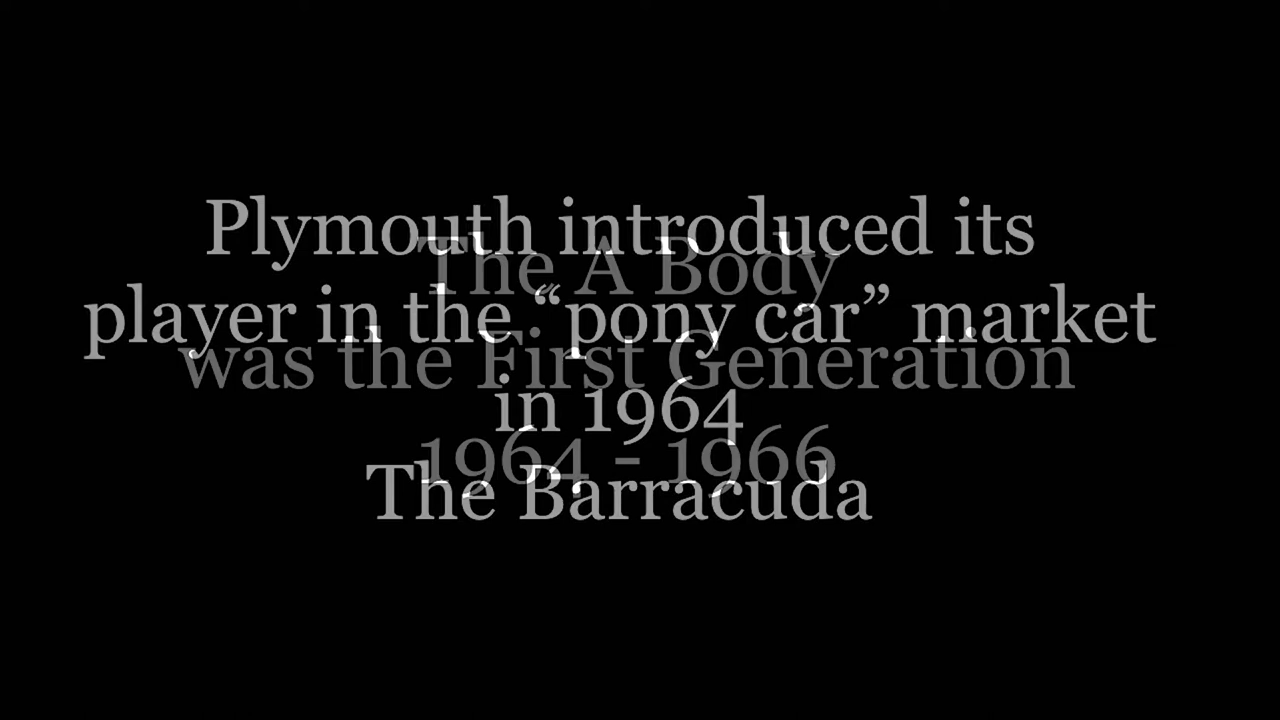 Plymouth introduced its
player in the “pony car” market
in 1964
The Barracuda
The A Body
was the First Generation
1964 - 1966